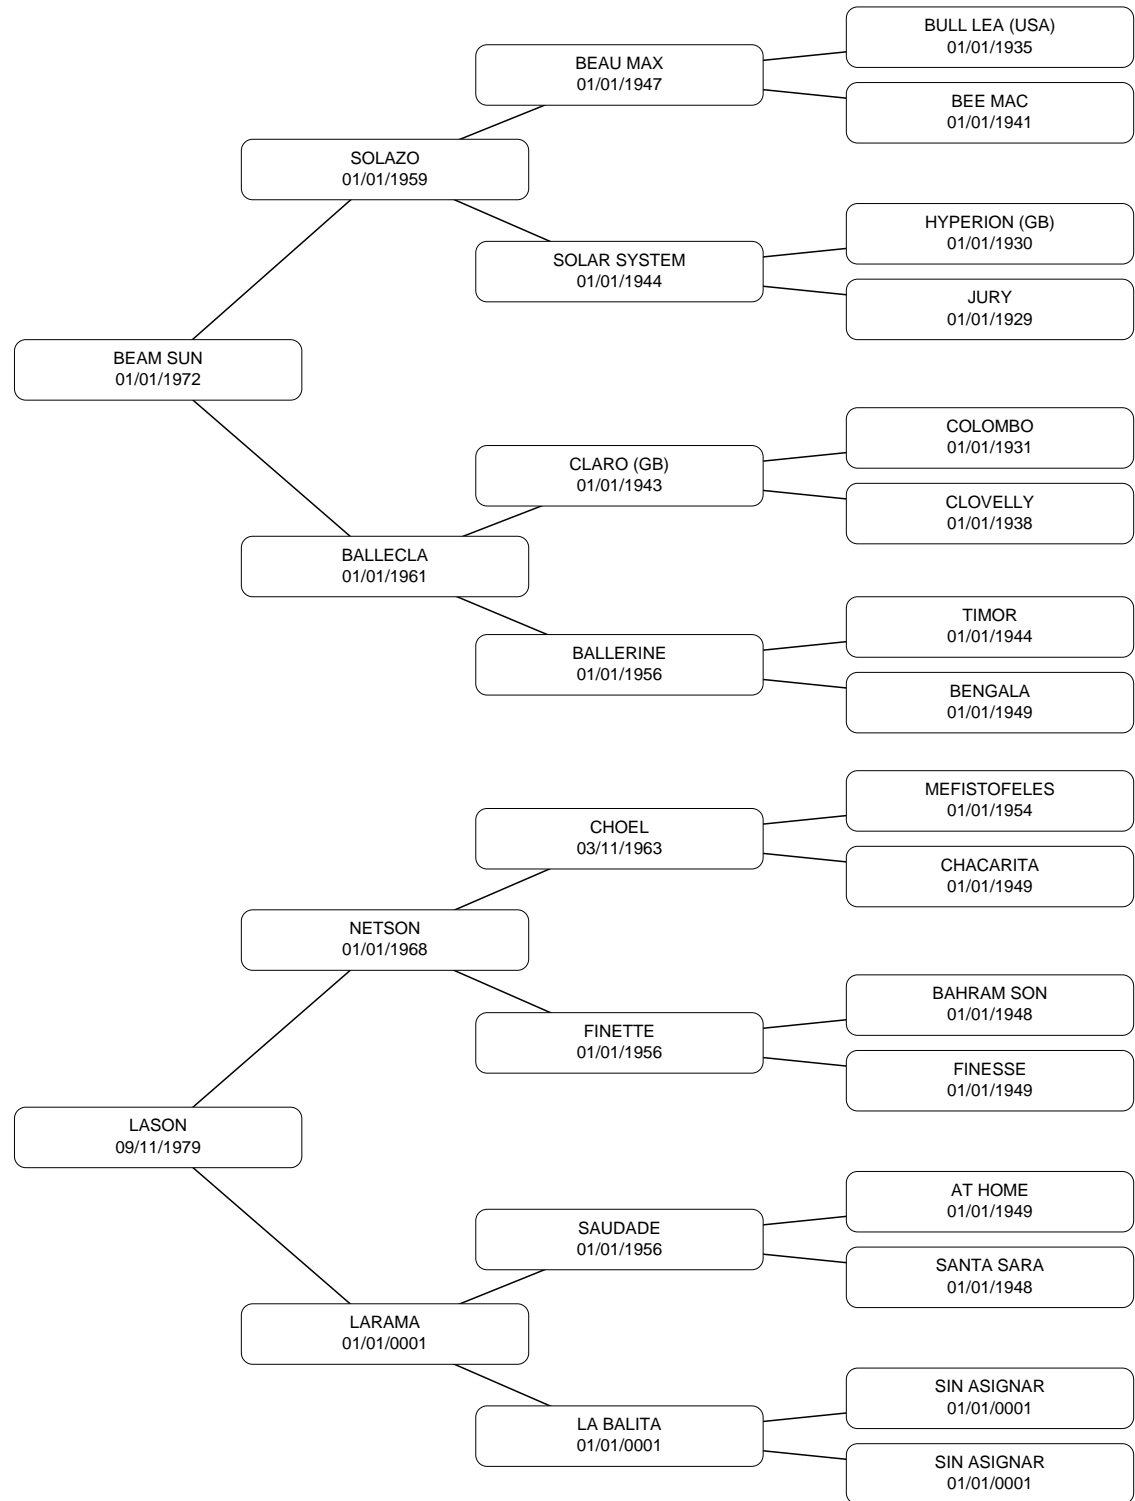 BULL LEA (USA)
01/01/1935
BEAU MAX
01/01/1947
BEE MAC
01/01/1941
SOLAZO
01/01/1959
HYPERION (GB)
01/01/1930
SOLAR SYSTEM
01/01/1944
JURY
01/01/1929
BEAM SUN
01/01/1972
COLOMBO
01/01/1931
CLARO (GB)
01/01/1943
CLOVELLY
01/01/1938
BALLECLA
01/01/1961
TIMOR
01/01/1944
BALLERINE
01/01/1956
BENGALA
01/01/1949
MEFISTOFELES
01/01/1954
CHOEL
03/11/1963
CHACARITA
01/01/1949
NETSON
01/01/1968
BAHRAM SON
01/01/1948
FINETTE
01/01/1956
FINESSE
01/01/1949
LASON
09/11/1979
AT HOME
01/01/1949
SAUDADE
01/01/1956
SANTA SARA
01/01/1948
LARAMA
01/01/0001
SIN ASIGNAR
01/01/0001
LA BALITA
01/01/0001
SIN ASIGNAR
01/01/0001